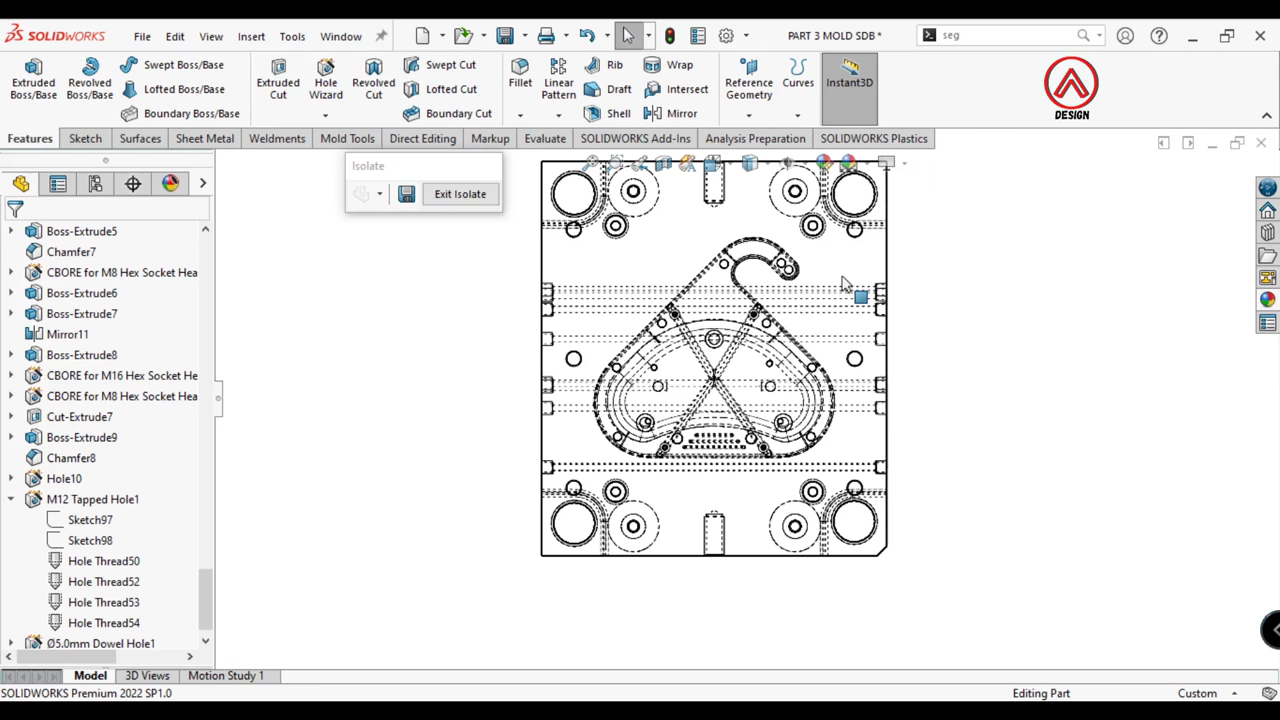 SOLIDWORKS File Edit View Insert Tools Window PART 3 MOLD SDB * seg
Extruded Boss/Base
Revolved Boss/Base
Swept Boss/Base
Lofted Boss/Base
Boundary Boss/Base
Extruded Cut
Hole Wizard
Revolved Cut
Swept Cut
Lofted Cut
Boundary Cut
Fillet
Linear Pattern
Rib
Draft
Shell
Wrap
Intersect
Mirror
Reference Geometry
Curves
Instant3D
DESIGN
Features Sketch Surfaces Sheet Metal Weldments Mold Tools Direct Editing Markup Evaluate SOLIDWORKS Add-Ins Analysis Preparation SOLIDWORKS Plastics
Isolate
Exit Isolate
Boss-Extrude5
Chamfer7
CBORE for M8 Hex Socket Hea
Boss-Extrude6
Boss-Extrude7
Mirror11
Boss-Extrude8
CBORE for M16 Hex Socket He
CBORE for M8 Hex Socket Hea
Cut-Extrude7
Boss-Extrude9
Chamfer8
Hole10
M12 Tapped Hole1
Sketch97
Sketch98
Hole Thread50
Hole Thread52
Hole Thread53
Hole Thread54
Ø5.0mm Dowel Hole1
Model 3D Views Motion Study 1
SOLIDWORKS Premium 2022 SP1.0 Editing Part Custom